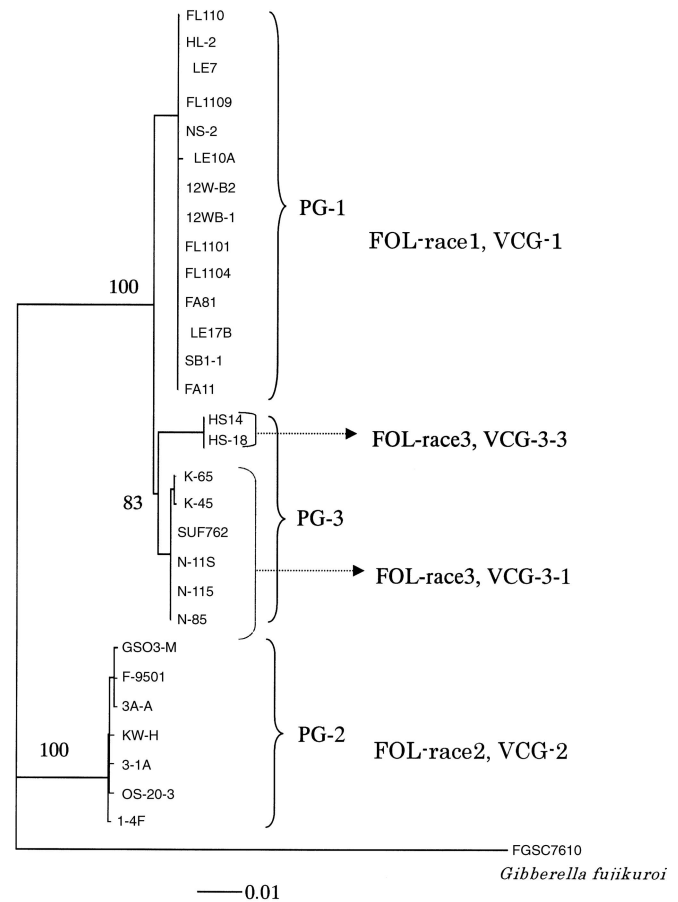 FL110
HL-2
LE7
FL1109
NS-2
LE10A
12W-B2
12WB-1
FL1101
FL1104
FA81
LE17B
SB1-1
FA11
PG-1
FOL-race1, VCG-1
100
HS14
HS-18
FOL-race3, VCG-3-3
83
K-65
K-45
SUF762
N-11S
N-115
N-85
PG-3
FOL-race3, VCG-3-1
GSO3-M
F-9501
3A-A
KW-H
3-1A
OS-20-3
1-4F
100
PG-2
FOL-race2, VCG-2
FGSC7610
Gibberella fujikuroi
0.01